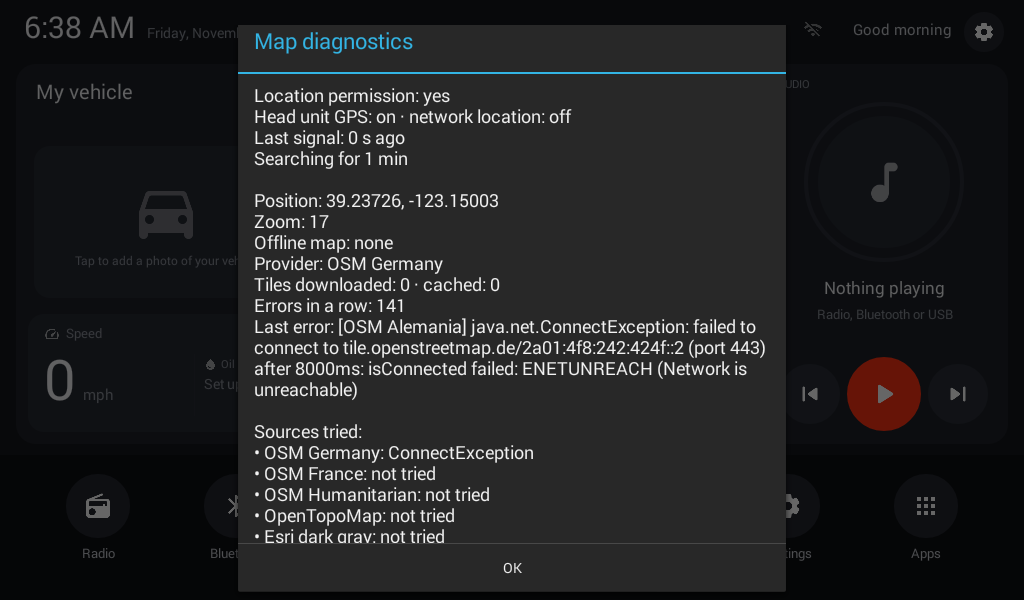 6:38 AM
Friday, Novem
Good morning
Map diagnostics
My vehicle
Tap to add a photo of your veh
Speed
0 mph
Oil
Set up
Location permission: yes
Head unit GPS: on · network location: off
Last signal: 0 s ago
Searching for 1 min
Position: 39.23726, -123.15003
Zoom: 17
Offline map: none
Provider: OSM Germany
Tiles downloaded: 0 · cached: 0
Errors in a row: 141
Last error: [OSM Alemania] java.net.ConnectException: failed to
connect to tile.openstreetmap.de/2a01:4f8:242:424f::2 (port 443)
after 8000ms: isConnected failed: ENETUNREACH (Network is
unreachable)
Sources tried:
• OSM Germany: ConnectException
• OSM France: not tried
• OSM Humanitarian: not tried
• OpenTopoMap: not tried
• Esri dark gray: not tried
OK
UDIO
Nothing playing
Radio, Bluetooth or USB
Radio
Bluet
tings
Apps